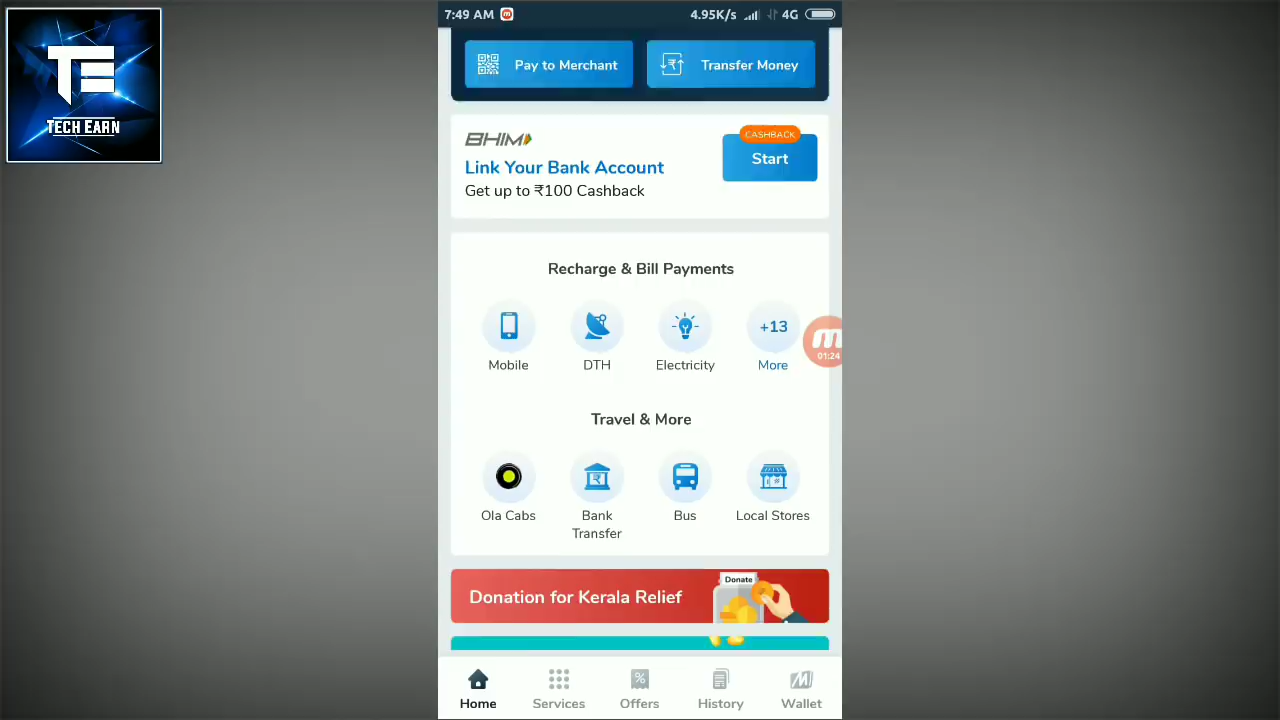 TE
TECH EARN
7:49 AM
4.95K/s
4G
Pay to Merchant
Transfer Money
BHIM
CASHBACK
Link Your Bank Account
Start
Get up to ₹100 Cashback
Recharge & Bill Payments
+13
Mobile
DTH
Electricity
More
01:24
Travel & More
Ola Cabs
Bank
Transfer
Bus
Local Stores
Donation for Kerala Relief
Donate
Home
Services
Offers
History
Wallet